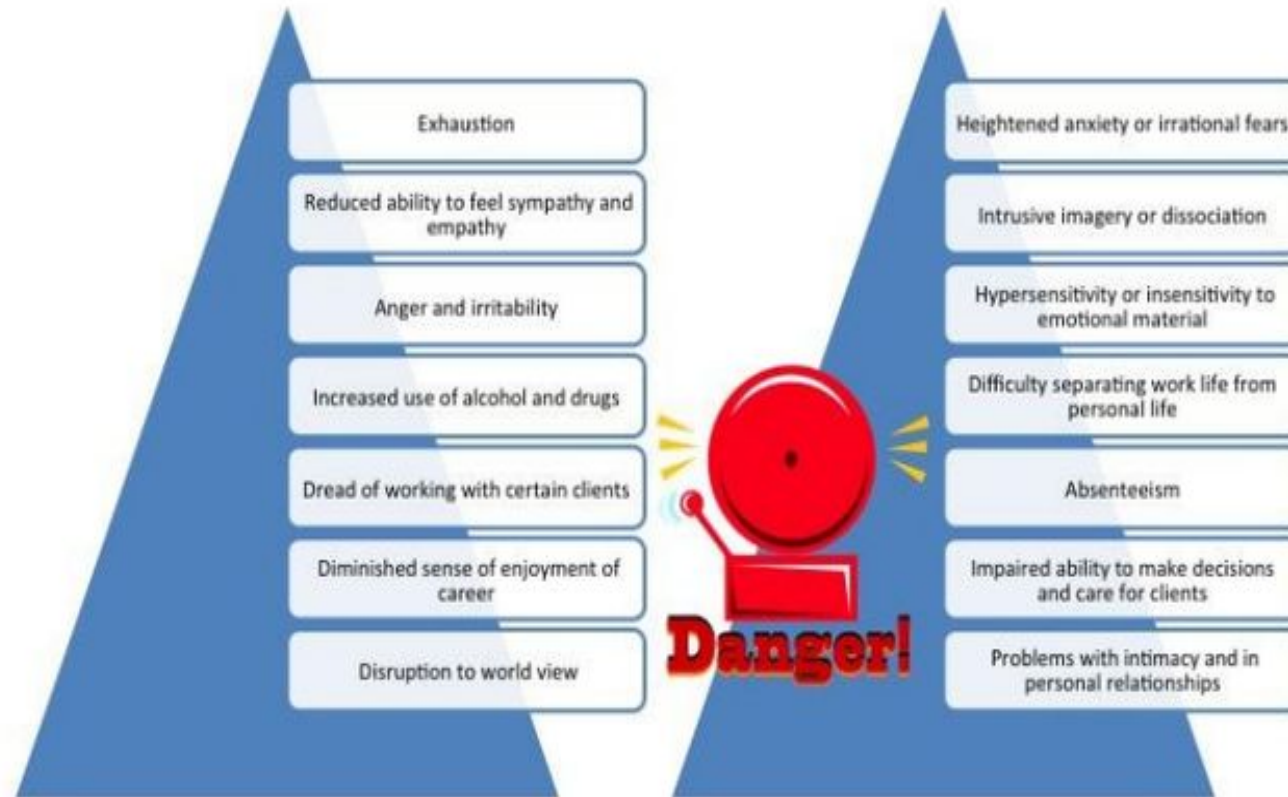 Exhaustion
Reduced ability to feel sympathy and
empathy
Anger and irritability
Increased use of alcohol and drugs
Dread of working with certain clients
Diminished sense of enjoyment of
career
Disruption to world view
Danger!
Heightened anxiety or irrational fears
Intrusive imagery or dissociation
Hypersensitivity or insensitivity to
emotional material
Difficulty separating work life from
personal life
Absenteeism
Impaired ability to make decisions
and care for clients
Problems with intimacy and in
personal relationships